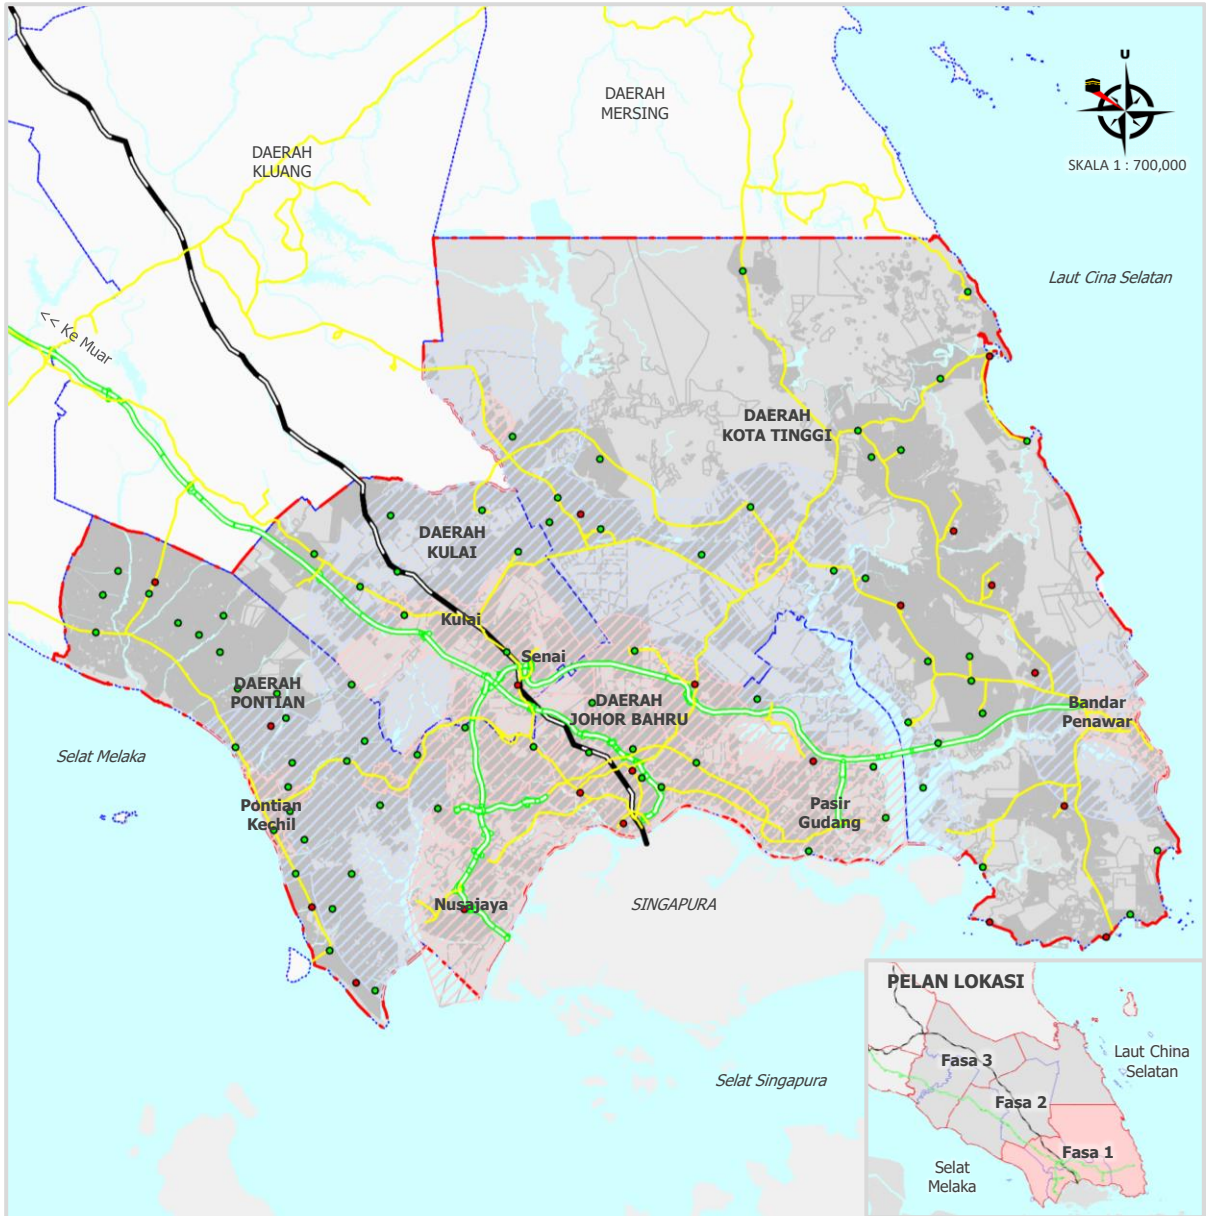 U
SKALA 1 : 700,000
DAERAH
MERSING
DAERAH
KLUANG
Laut Cina Selatan
<< Ke Muar
DAERAH
KOTA TINGGI
DAERAH
KULAI
Kulai
Senai
DAERAH
PONTIAN
DAERAH
JOHOR BAHRU
Bandar
Penawar
Selat Melaka
Pontian
Kechil
Pasir
Gudang
Nusajaya
SINGAPURA
Selat Singapura
PELAN LOKASI
Fasa 3
Laut China
Selatan
Fasa 2
Fasa 1
Selat
Melaka